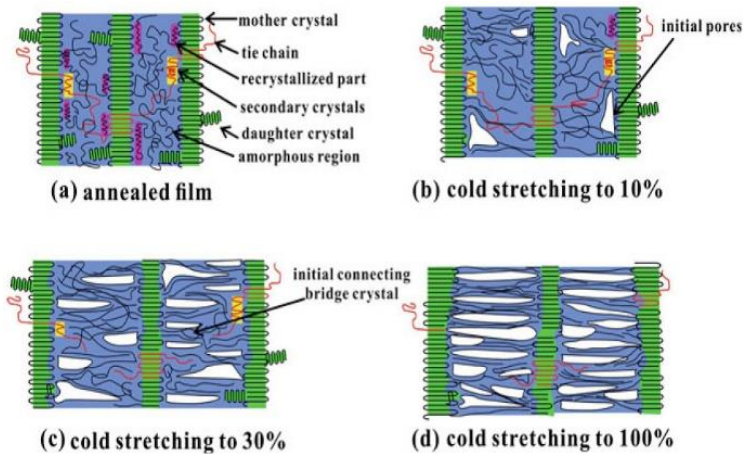 mother crystal
tie chain
recrystallized part
secondary crystals
daughter crystal
amorphous region
(a) annealed film
initial pores
(b) cold stretching to 10%
initial connecting
bridge crystal
(c) cold stretching to 30%
(d) cold stretching to 100%